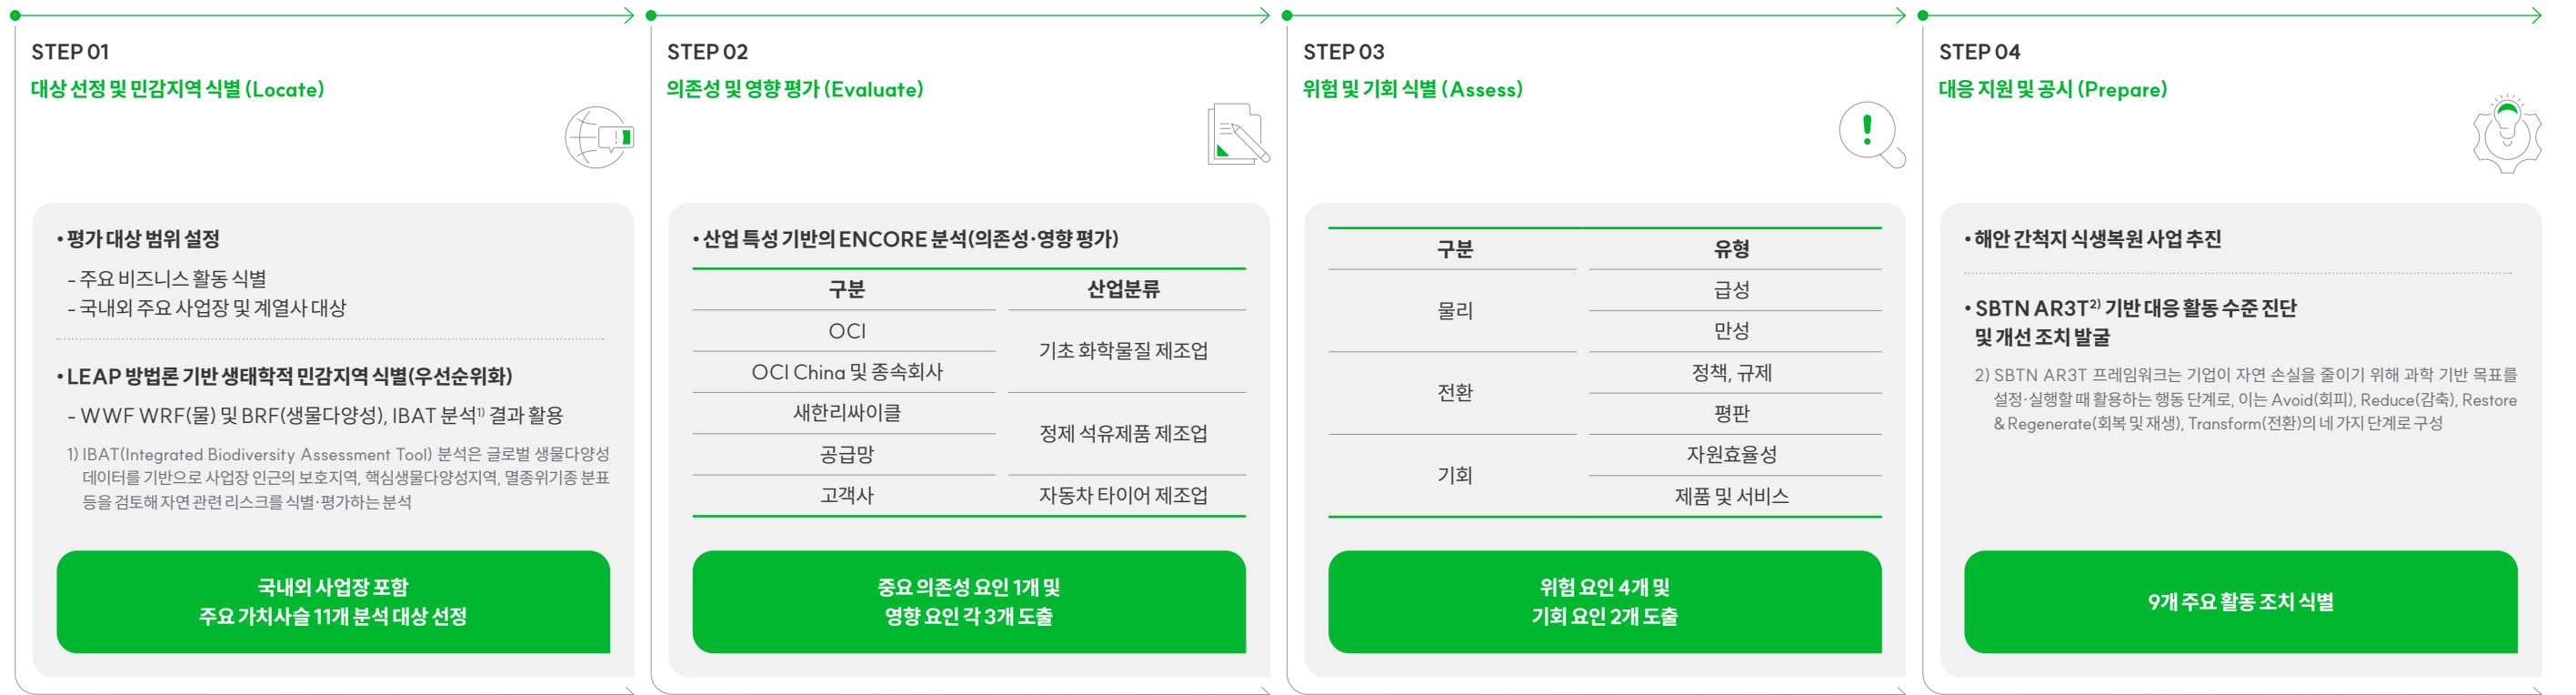 STEP 01
대상 선정 및 민감지역 식별 (Locate)
• 평가 대상 범위 설정
- 주요 비즈니스 활동 식별
- 국내외 주요 사업장 및 계열사 대상
• LEAP 방법론 기반 생태학적 민감지역 식별(우선순위화)
- WWF WRF(물) 및 BRF(생물다양성), IBAT 분석1) 결과 활용
1) IBAT(Integrated Biodiversity Assessment Tool) 분석은 글로벌 생물다양성
데이터를 기반으로 사업장 인근의 보호지역, 핵심생물다양성지역, 멸종위기종 분표
등을 검토해 자연 관련 리스크를 식별·평가하는 분석
국내외 사업장 포함
주요 가치사슬 11개 분석 대상 선정
STEP 02
의존성 및 영향 평가 (Evaluate)
• 산업 특성 기반의 ENCORE 분석(의존성·영향 평가)
구분 산업분류
OCI
기초 화학물질 제조업
OCI China 및 종속회사
새한리싸이클
정제 석유제품 제조업
공급망
고객사 자동차 타이어 제조업
중요 의존성 요인 1개 및
영향 요인 각 3개 도출
STEP 03
위험 및 기회 식별 (Assess)
구분 유형
급성
물리
만성
정책, 규제
전환
평판
자원효율성
기회
제품 및 서비스
위험 요인 4개 및
기회 요인 2개 도출
STEP 04
대응 지원 및 공시 (Prepare)
• 해안 간척지 식생복원 사업 추진
• SBTN AR3T2) 기반 대응 활동 수준 진단
및 개선 조치 발굴
2) SBTN AR3T 프레임워크는 기업이 자연 손실을 줄이기 위해 과학 기반 목표를
설정·실행할 때 활용하는 행동 단계로, 이는 Avoid(회피), Reduce(감축), Restore
& Regenerate(회복 및 재생), Transform(전환)의 네 가지 단계로 구성
9개 주요 활동 조치 식별